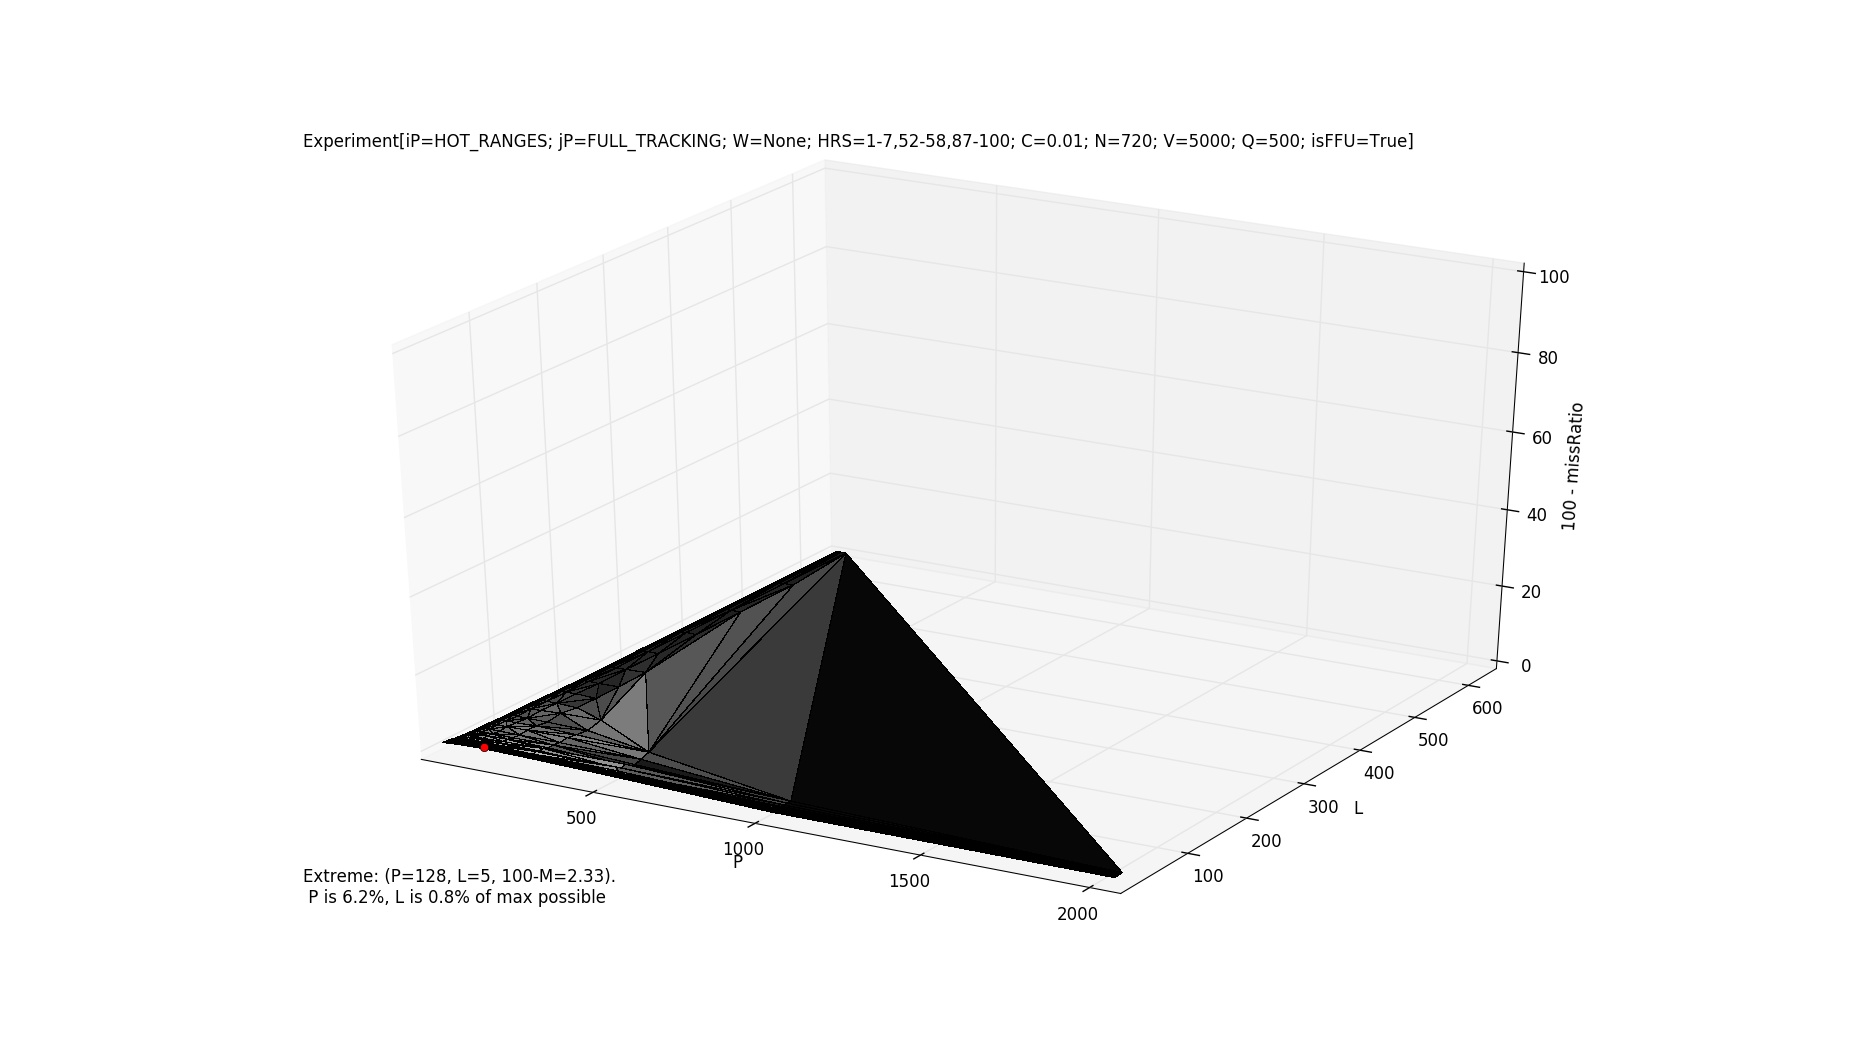 Experiment[iP=HOT_RANGES; jP=FULL_TRACKING; W=None; HRS=1-7,52-58,87-100; C=0.01; N=720; V=5000; Q=500; isFFU=True]
100
80
60
40
20
0
100 - missRatio
600
500
400
300
200
100
L
500
1000
1500
2000
P
Extreme: (P=128, L=5, 100-M=2.33).
P is 6.2%, L is 0.8% of max possible